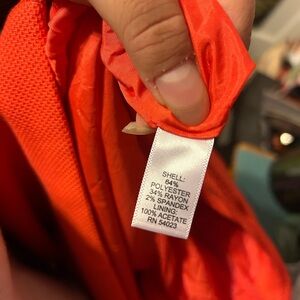 SHELL:
64%
POLYESTER
34% RAYON
2% SPANDEX
LINING:
100% ACETATE
RN 54023